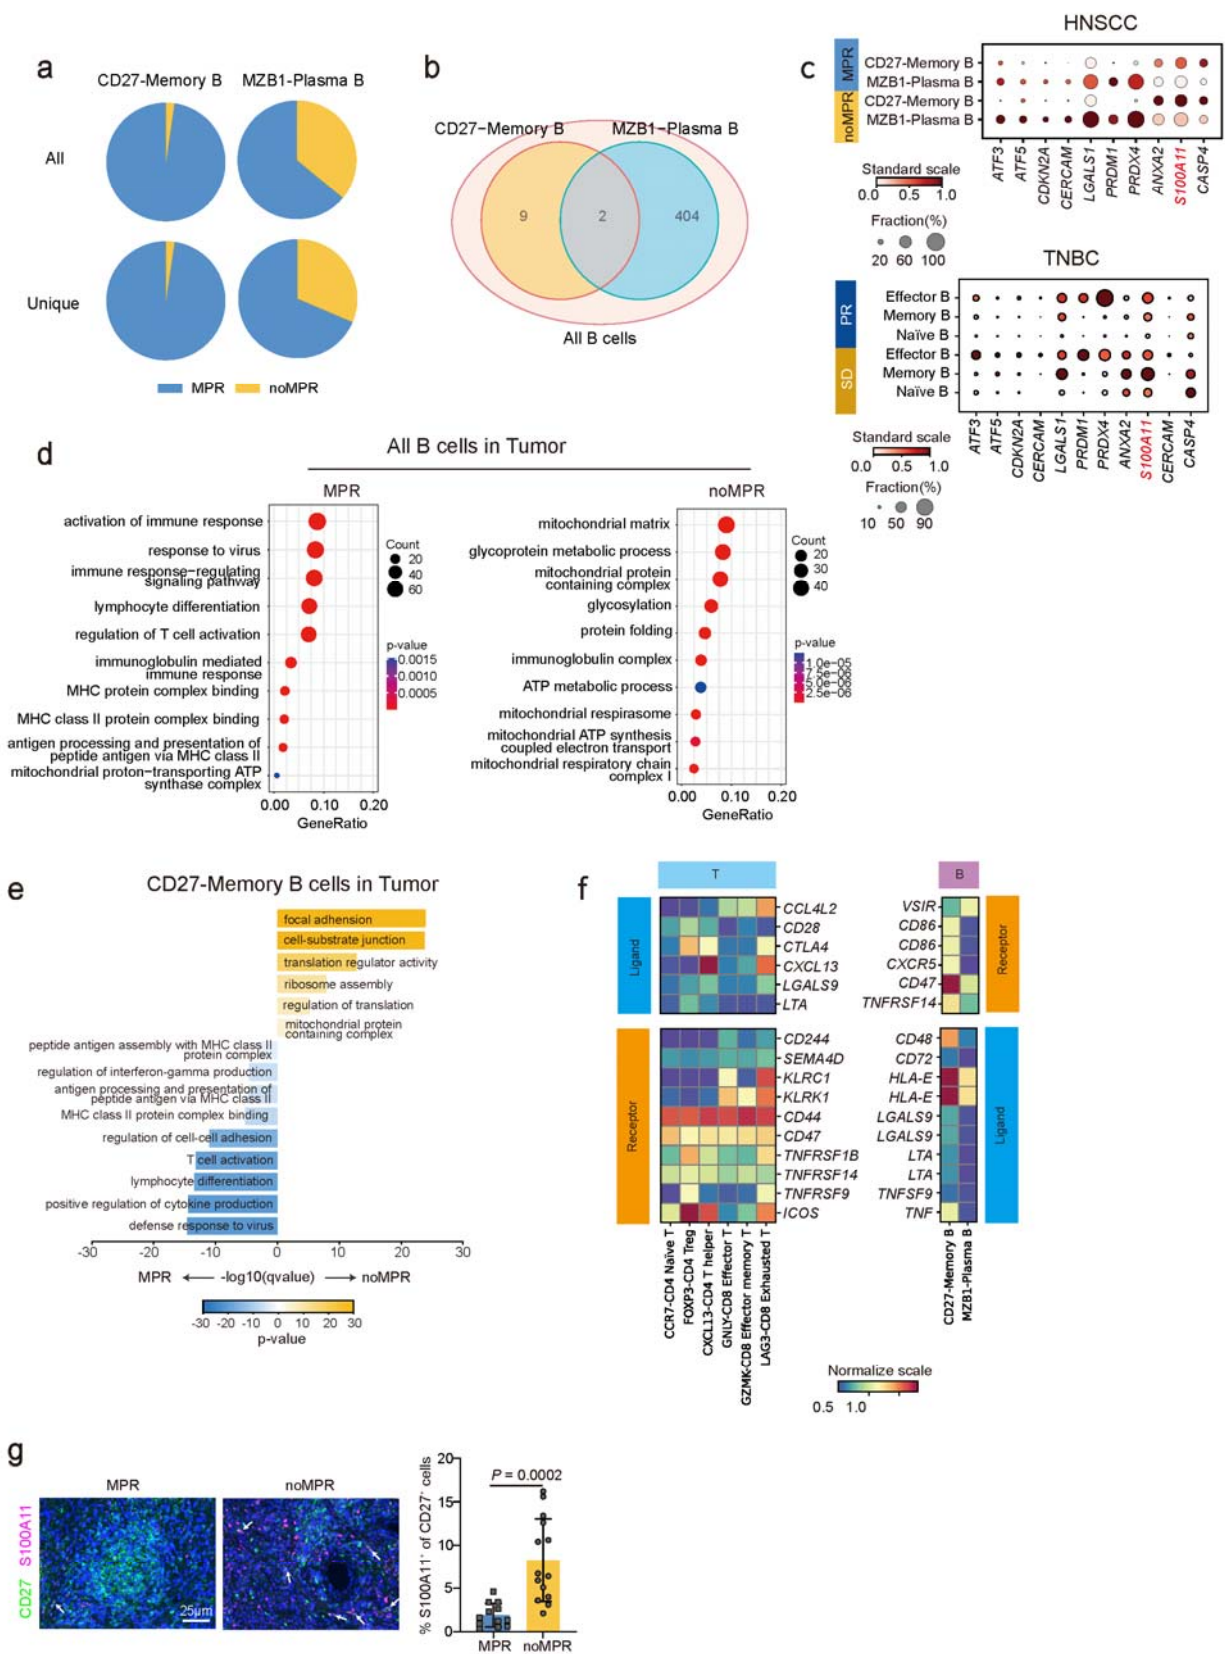 a
CD27-Memory B
MZB1-Plasma B
All
Unique
MPR
noMPR
b
CD27−Memory B
MZB1−Plasma B
9
2
404
All B cells
c
HNSCC
MPR
noMPR
CD27-Memory B
MZB1-Plasma B
CD27-Memory B
MZB1-Plasma B
ATF3
ATF5
CDKN2A
CERCAM
LGALS1
PRDM1
PRDX4
ANXA2
S100A11
CASP4
Standard scale
0.0 0.5 1.0
Fraction(%)
20 60 100
TNBC
PR
SD
Effector B
Memory B
Naïve B
Effector B
Memory B
Naïve B
ATF3
ATF5
CDKN2A
CERCAM
LGALS1
PRDM1
PRDX4
ANXA2
S100A11
CERCAM
CASP4
Standard scale
0.0 0.5 1.0
Fraction(%)
10 50 90
d
All B cells in Tumor
MPR
activation of immune response
response to virus
immune response−regulating
signaling pathway
lymphocyte differentiation
regulation of T cell activation
immunoglobulin mediated
immune response
MHC protein complex binding
MHC class II protein complex binding
antigen processing and presentation of
peptide antigen via MHC class II
mitochondrial proton−transporting ATP
synthase complex
0.00 0.10 0.20
GeneRatio
Count
20
40
60
p-value
0.0015
0.0010
0.0005
noMPR
mitochondrial matrix
glycoprotein metabolic process
mitochondrial protein
containing complex
glycosylation
protein folding
immunoglobulin complex
ATP metabolic process
mitochondrial respirasome
mitochondrial ATP synthesis
coupled electron transport
mitochondrial respiratory chain
complex I
0.00 0.10 0.20
GeneRatio
Count
20
30
40
p-value
1.0e−05
7.5e−06
5.0e−06
2.5e−06
e
CD27-Memory B cells in Tumor
focal adhension
cell-substrate junction
translation regulator activity
ribosome assembly
regulation of translation
mitochondrial protein
containing complex
peptide antigen assembly with MHC class II
protein complex
regulation of interferon-gamma production
antigen processing and presentation of
peptide antigen via MHC class II
MHC class II protein complex binding
regulation of cell-cell adhesion
T cell activation
lymphocyte differentiation
positive regulation of cytokine production
defense response to virus
-30 -20 -10 0 10 20 30
MPR -log10(qvalue) noMPR
-30 -20 -10 0 10 20 30
p-value
f
T
B
Ligand
CCL4L2
CD28
CTLA4
CXCL13
LGALS9
LTA
VSIR
CD86
CD86
CXCR5
CD47
TNFRSF14
Receptor
Receptor
CD244
SEMA4D
KLRC1
KLRK1
CD44
CD47
TNFRSF1B
TNFRSF14
TNFRSF9
ICOS
CD48
CD72
HLA-E
HLA-E
LGALS9
LGALS9
LTA
LTA
TNFSF9
TNF
Ligand
CCR7-CD4 Naïve T
FOXP3-CD4 Treg
CXCL13-CD4 T helper
GNLY-CD8 Effector T
GZMK-CD8 Effector memory T
LAG3-CD8 Exhausted T
CD27-Memory B
MZB1-Plasma B
Normalize scale
0.5 1.0
g
MPR
noMPR
CD27 S100A11
25μm
% S100A11+ of CD27+ cells
20
15
10
5
0
P = 0.0002
MPR
noMPR